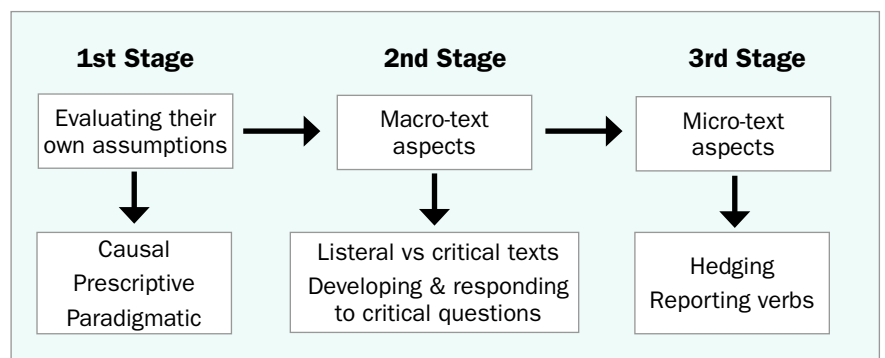 1st Stage
2nd Stage
3rd Stage
Evaluating their
own assumptions
Macro-text
aspects
Micro-text
aspects
Causal
Prescriptive
Paradigmatic
Listeral vs critical texts
Developing & responding
to critical questions
Hedging
Reporting verbs